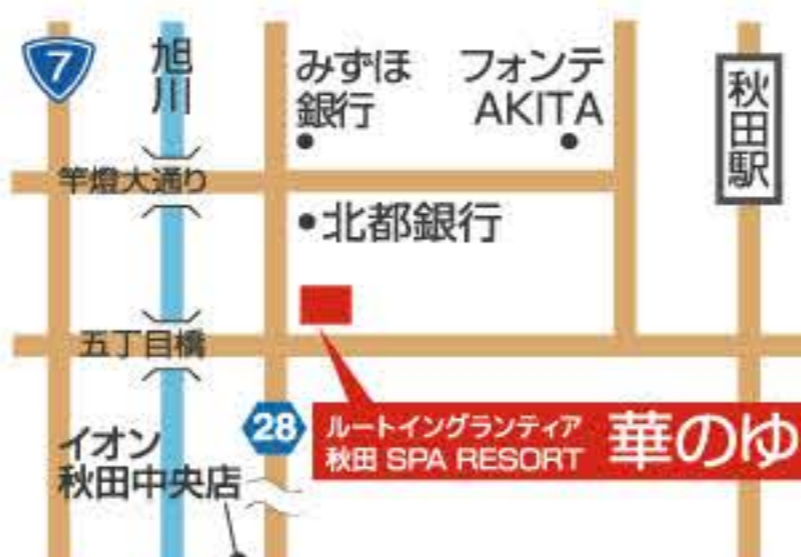 7
旭川
みずほ
銀行
フォンテ
AKITA
秋田駅
竿燈大通り
北都銀行
五丁目橋
28
ルートイングランティア
秋田 SPA RESORT
華のゆ
イオン
秋田中央店